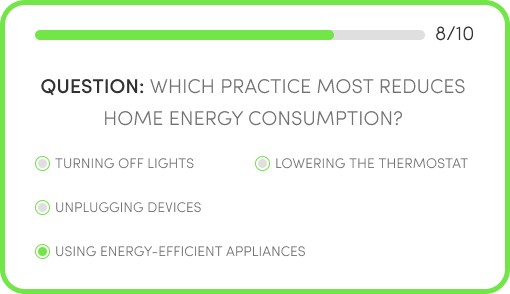 8/10
QUESTION: WHICH PRACTICE MOST REDUCES
HOME ENERGY CONSUMPTION?
TURNING OFF LIGHTS
LOWERING THE THERMOSTAT
UNPLUGGING DEVICES
USING ENERGY-EFFICIENT APPLIANCES